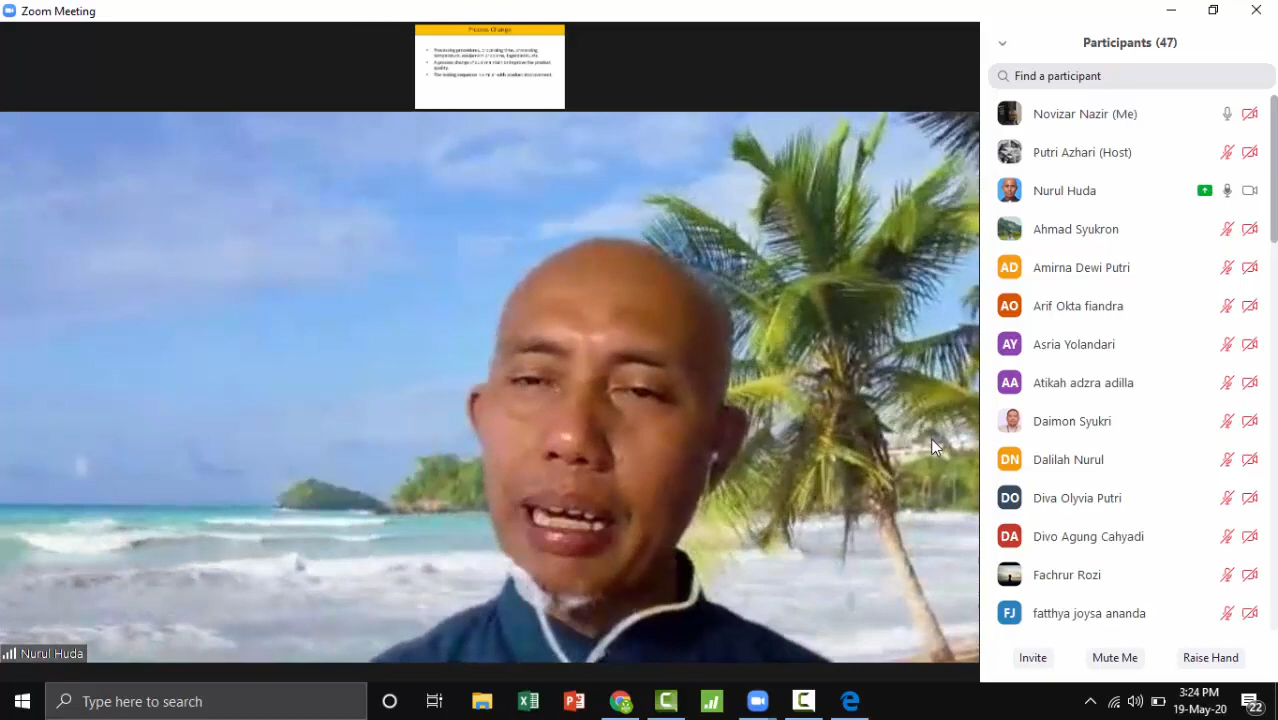 Zoom Meeting
Process Change
Participants (47)
Find a participant
Novizar Nazir (Me)
Putri Azhari (Host)
Nurul Huda
Ahmad Syukron
AD Amirna Dewi Putri
AO Arif Okta fiandra
AY Asria Yolandari
AA Atikah adzra adilla
Daimon Syukri
DN Dalilah Nurul
DO Diva Olyvia Putri
DA Divo Agung Cahyadi
Fachrur Rozi
FJ fatthya joysa ananda
Nurul Huda
Invite Mute Me Raise Hand
Type here to search
3:24 PM
19-May-20
22